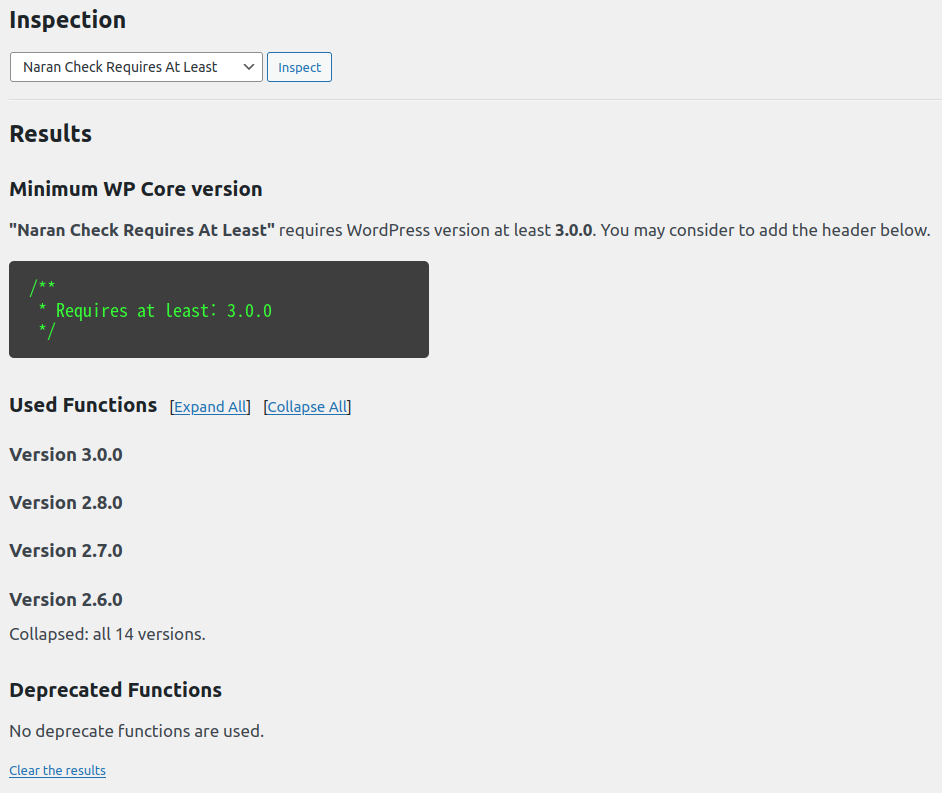 Inspection
Naran Check Requires At Least
Inspect
Results
Minimum WP Core version
"Naran Check Requires At Least" requires WordPress version at least 3.0.0. You may consider to add the header below.
/**
 * Requires at least: 3.0.0
 */
Used Functions [Expand All] [Collapse All]
Version 3.0.0
Version 2.8.0
Version 2.7.0
Version 2.6.0
Collapsed: all 14 versions.
Deprecated Functions
No deprecate functions are used.
Clear the results